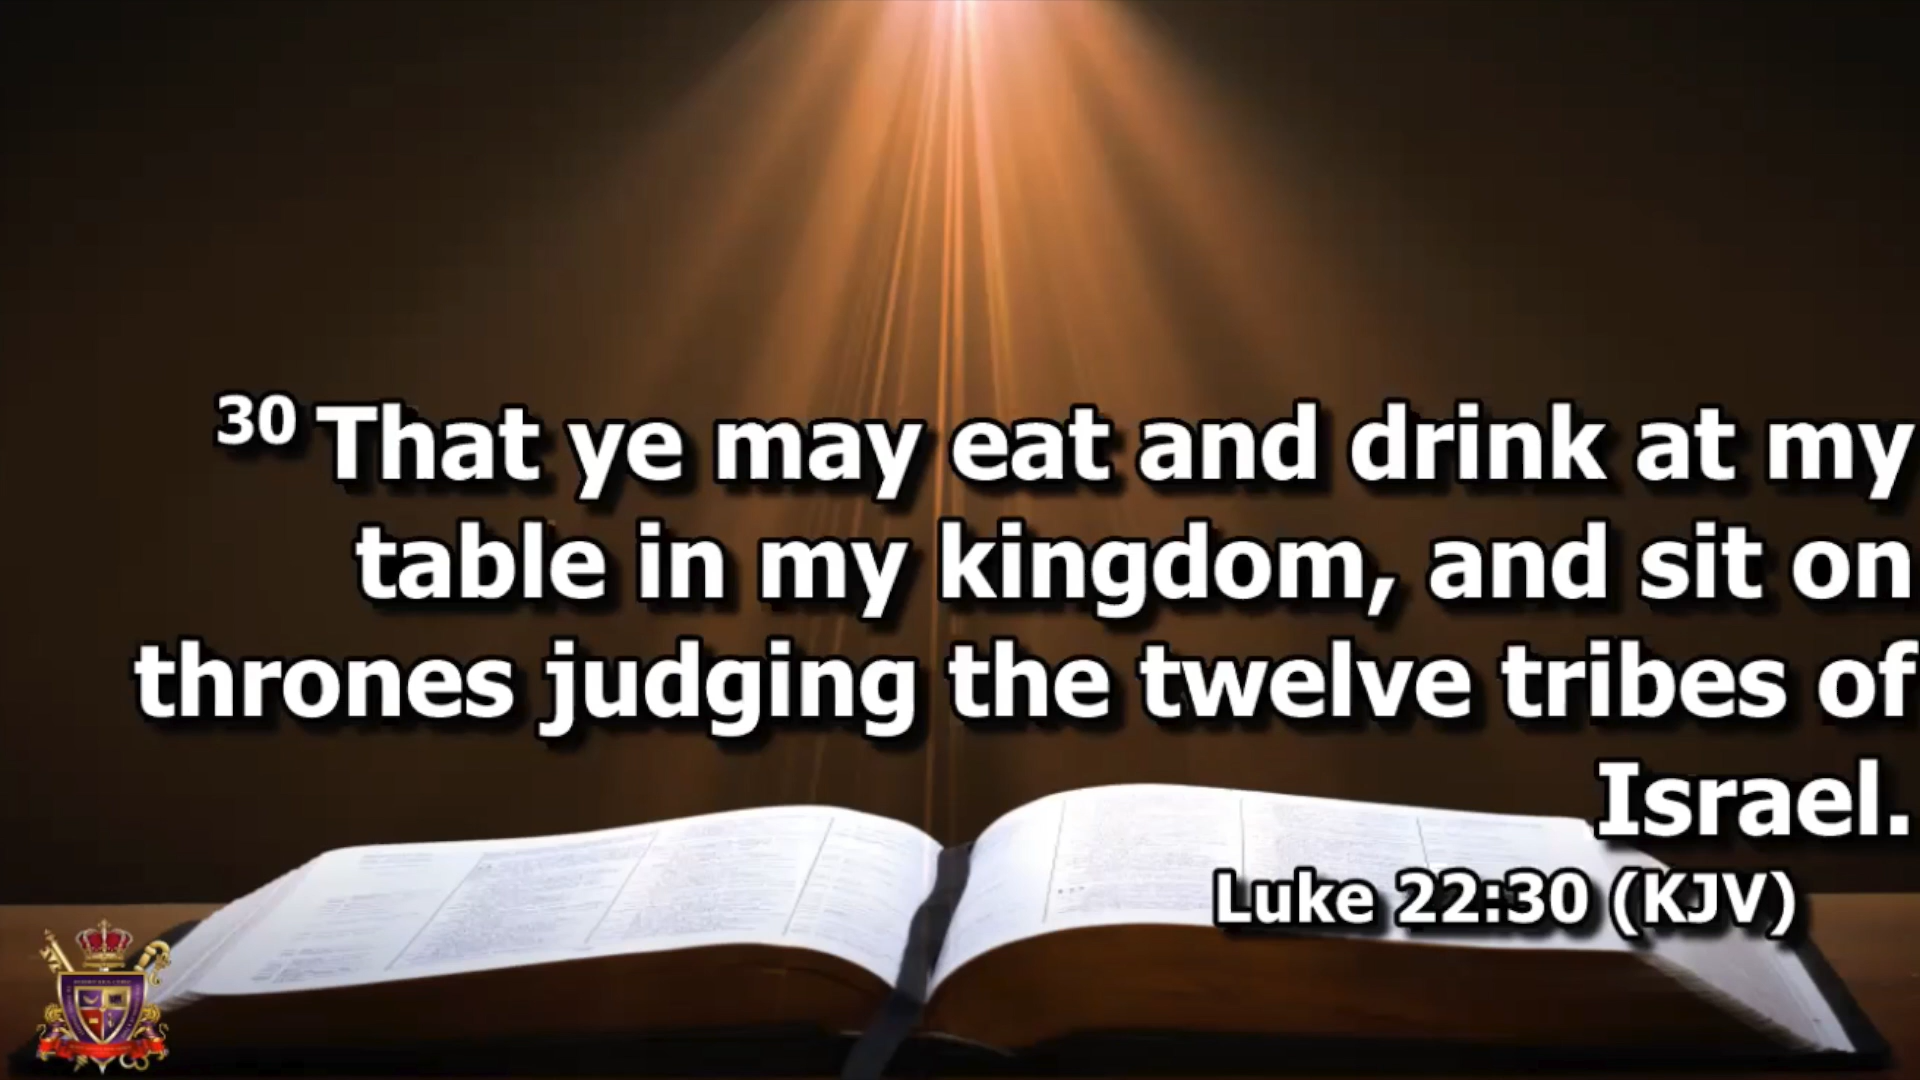 30 That ye may eat and drink at my
table in my kingdom, and sit on
thrones judging the twelve tribes of
Israel.
Luke 22:30 (KJV)